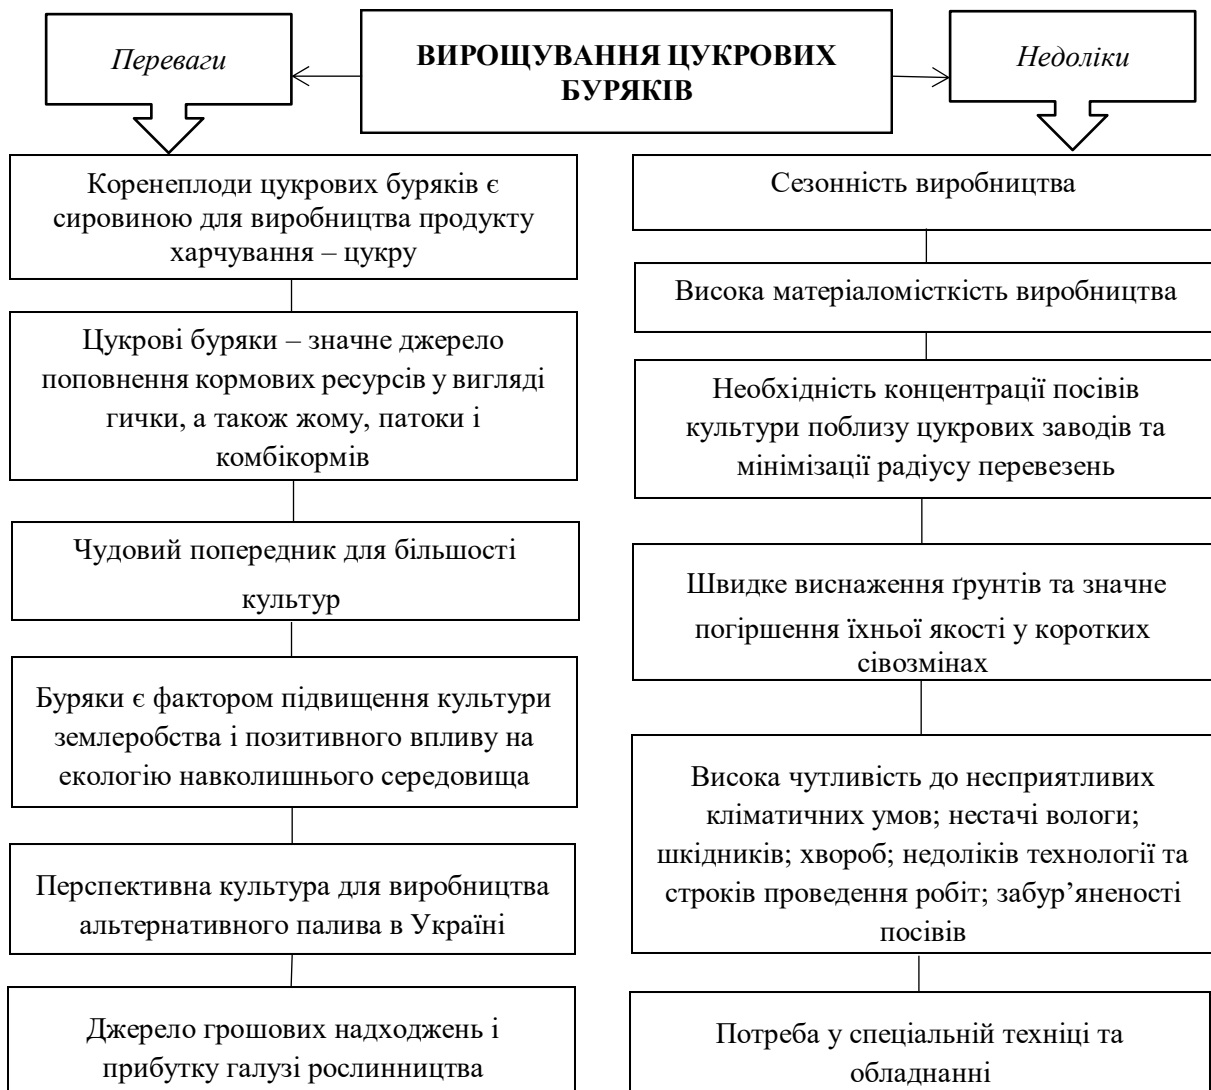 Переваги
ВИРОЩУВАННЯ ЦУКРОВИХ
БУРЯКІВ
Недоліки
Коренеплоди цукрових буряків є
сировиною для виробництва продукту
харчування – цукру
Цукрові буряки – значне джерело
поповнення кормових ресурсів у вигляді
гички, а також жому, патоки і
комбікормів
Чудовий попередник для більшості
культур
Буряки є фактором підвищення культури
землеробства і позитивного впливу на
екологію навколишнього середовища
Перспективна культура для виробництва
альтернативного палива в Україні
Джерело грошових надходжень і
прибутку галузі рослинництва
Сезонність виробництва
Висока матеріаломісткість виробництва
Необхідність концентрації посівів
культури поблизу цукрових заводів та
мінімізації радіусу перевезень
Швидке виснаження ґрунтів та значне
погіршення їхньої якості у коротких
сівозмінах
Висока чутливість до несприятливих
кліматичних умов; нестачі вологи;
шкідників; хвороб; недоліків технології та
строків проведення робіт; забур’яненості
посівів
Потреба у спеціальній техніці та
обладнанні